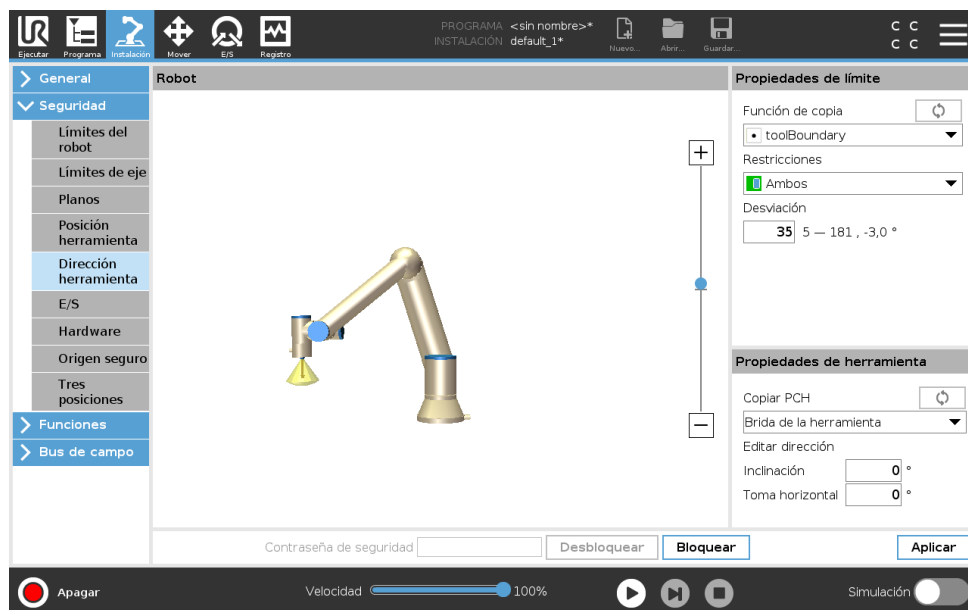 UR
PROGRAMA <sin nombre>*
INSTALACIÓN default_1*
Ejecutar Programa Instalación Mover E/S Registro
Nuevo... Abrir... Guardar...
C C
C C
General
Seguridad
Límites del
robot
Límites de eje
Planos
Posición
herramienta
Dirección
herramienta
E/S
Hardware
Origen seguro
Tres
posiciones
Funciones
Bus de campo
Robot
+
−
Propiedades de límite
Función de copia
toolBoundary
Restricciones
Ambos
Desviación
35 5 — 181 , -3,0 °
Propiedades de herramienta
Copiar PCH
Brida de la herramienta
Editar dirección
Inclinación 0 °
Toma horizontal 0 °
Contraseña de seguridad Desbloquear Bloquear Aplicar
Apagar Velocidad 100% Simulación